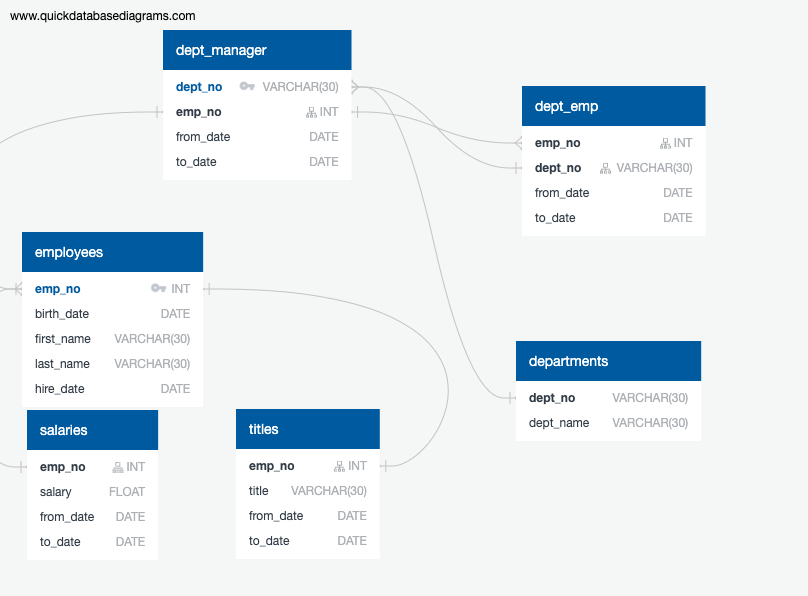 www.quickdatabasediagrams.com
dept_manager
dept_no VARCHAR(30)
emp_no INT
from_date DATE
to_date DATE
dept_emp
emp_no INT
dept_no VARCHAR(30)
from_date DATE
to_date DATE
employees
emp_no INT
birth_date DATE
first_name VARCHAR(30)
last_name VARCHAR(30)
hire_date DATE
departments
dept_no VARCHAR(30)
dept_name VARCHAR(30)
salaries
emp_no INT
salary FLOAT
from_date DATE
to_date DATE
titles
emp_no INT
title VARCHAR(30)
from_date DATE
to_date DATE